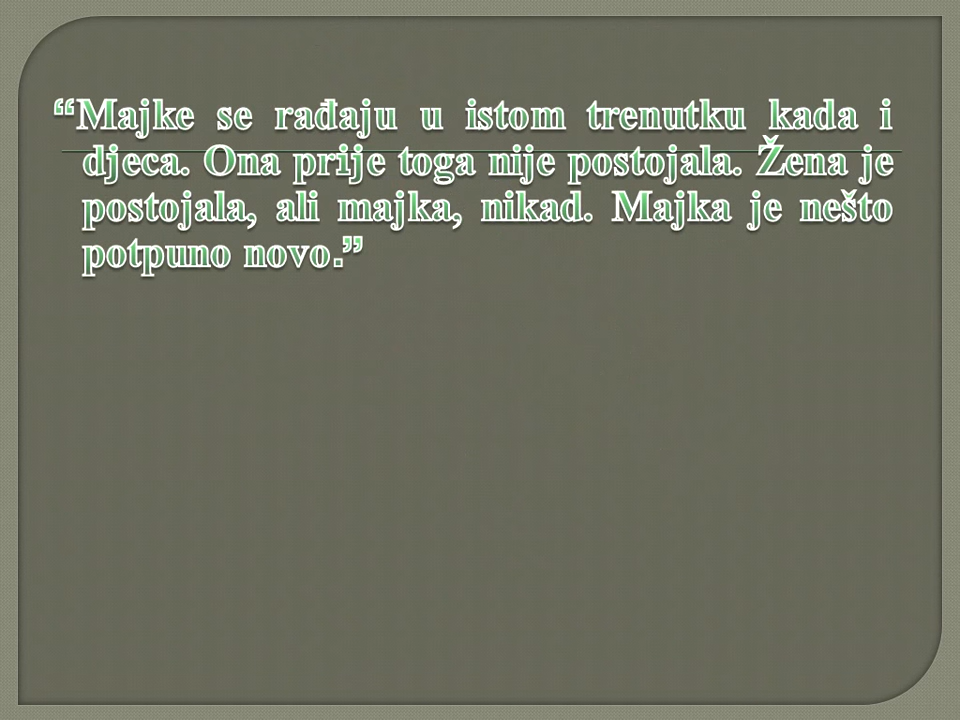 “Majke se rađaju u istom trenutku kada i
djeca. Ona prije toga nije postojala. Žena je
postojala, ali majka, nikad. Majka je nešto
potpuno novo.”